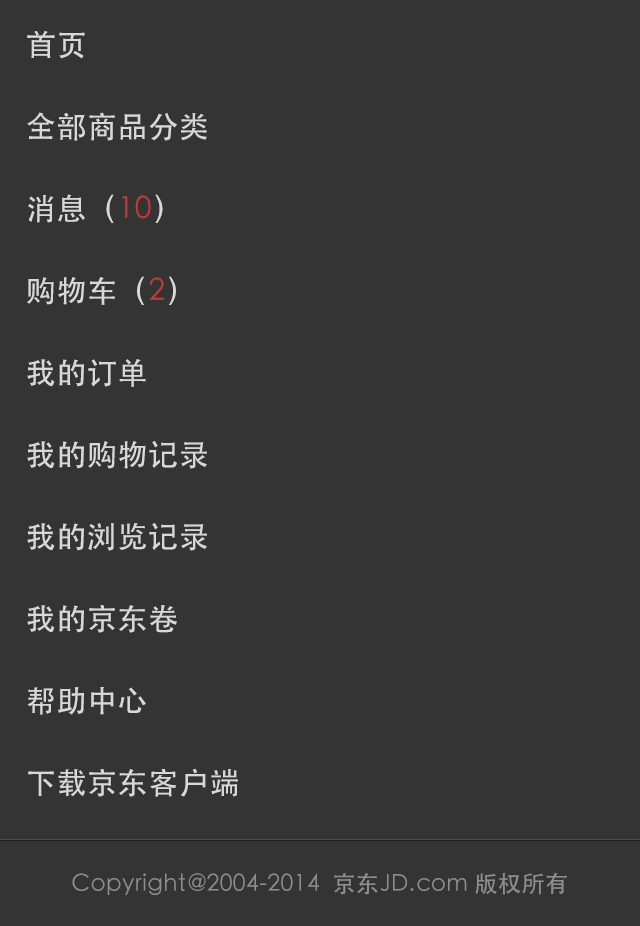 首页
全部商品分类
消息（10）
购物车（2）
我的订单
我的购物记录
我的浏览记录
我的京东卷
帮助中心
下载京东客户端
Copyright@2004-2014 京东JD.com 版权所有